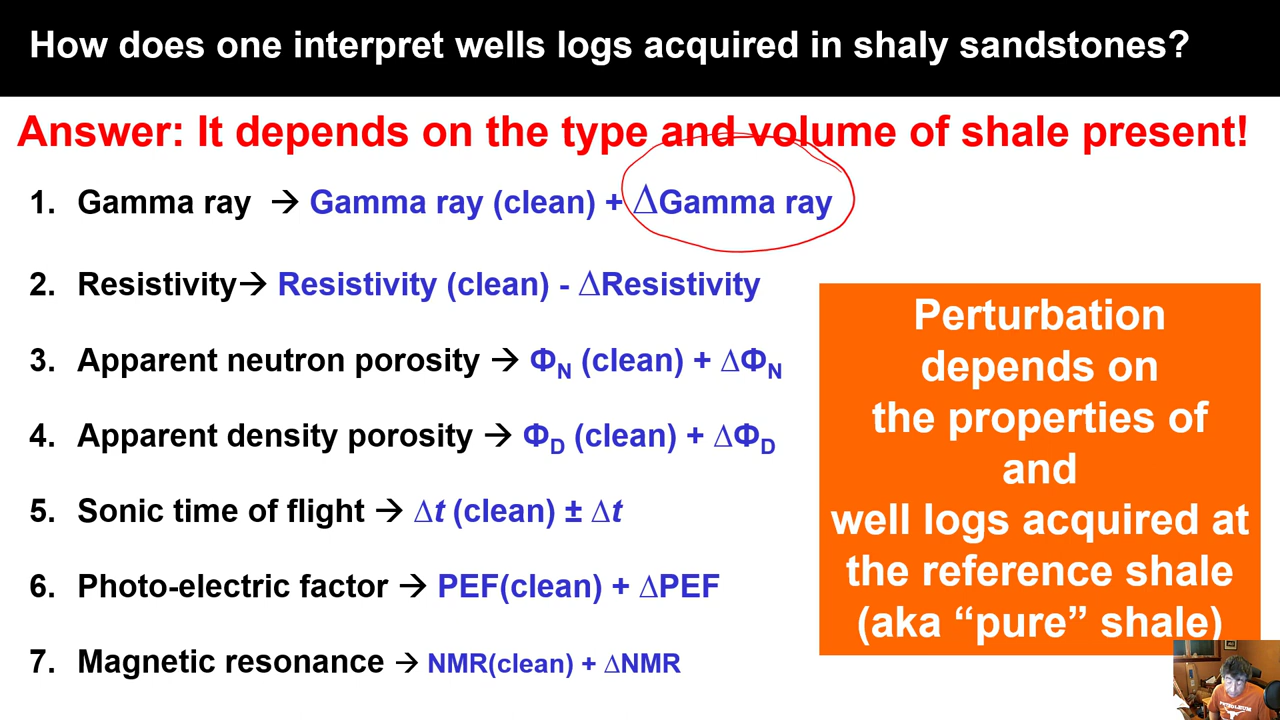 How does one interpret wells logs acquired in shaly sandstones?
Answer: It depends on the type and volume of shale present!
1. Gamma ray → Gamma ray (clean) + ΔGamma ray
2. Resistivity→ Resistivity (clean) - ΔResistivity
3. Apparent neutron porosity → ΦN (clean) + ΔΦN
4. Apparent density porosity → ΦD (clean) + ΔΦD
5. Sonic time of flight → Δt (clean) ± Δt
6. Photo-electric factor → PEF(clean) + ΔPEF
7. Magnetic resonance → NMR(clean) + ΔNMR
Perturbation
depends on
the properties of
and
well logs acquired at
the reference shale
(aka “pure” shale)
PETROLEUM